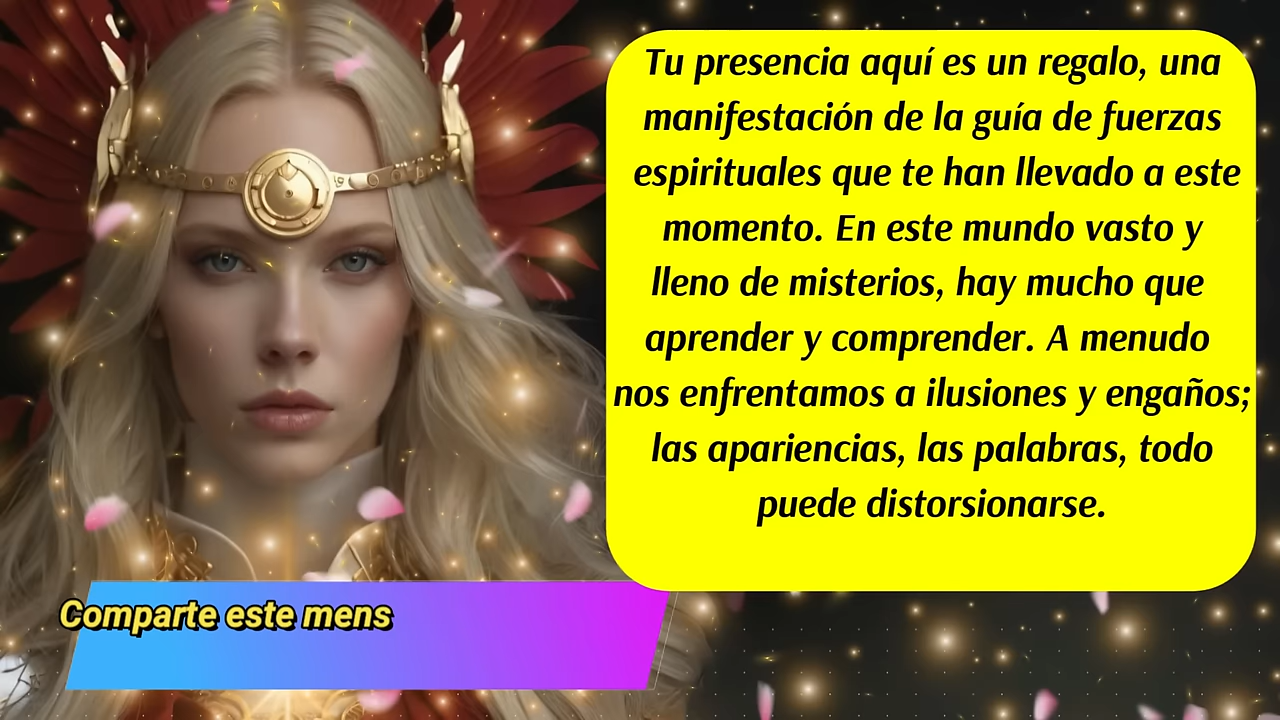 Tu presencia aquí es un regalo, una
manifestación de la guía de fuerzas
espirituales que te han llevado a este
momento. En este mundo vasto y
lleno de misterios, hay mucho que
aprender y comprender. A menudo
nos enfrentamos a ilusiones y engaños;
las apariencias, las palabras, todo
puede distorsionarse.
Comparte este mens